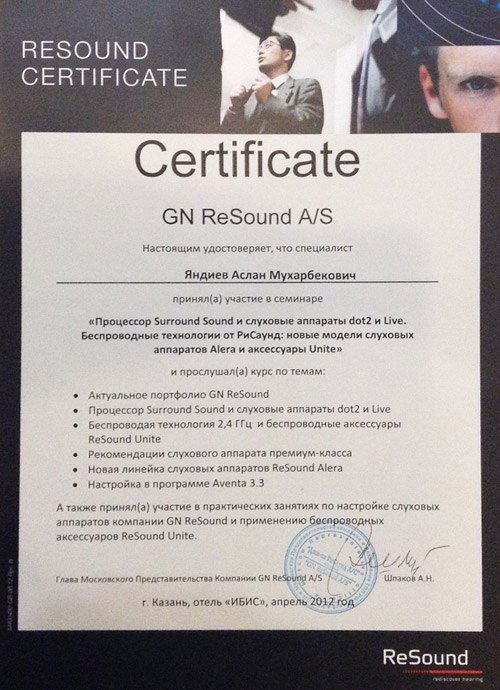 RESOUND
CERTIFICATE
Certificate
GN ReSound A/S
Настоящим удостоверяет, что специалист
Яндиев Аслан Мухарбекович
принял(а) участие в семинаре
«Процессор Surround Sound и слуховые аппараты dot2 и Live.
Беспроводные технологии от РиСаунд: новые модели слуховых
аппаратов Alera и аксессуары Unite»
и прослушал(а) курс по темам:
• Актуальное портфолио GN ReSound
• Процессор Surround Sound и слуховые аппараты dot2 и Live
• Беспроводая технология 2,4 ГГц и беспроводные аксессуары
ReSound Unite
• Рекомендации слухового аппарата премиум-класса
• Новая линейка слуховых аппаратов ReSound Alera
• Настройка в программе Aventa 3.3
А также принял(а) участие в практических занятиях по настройке слуховых
аппаратов компании GN ReSound и применению беспроводных
аксессуаров ReSound Unite.
Глава Московского Представительства Компании GN ReSound A/S Шпаков А.Н.
г. Казань, отель «ИБИС», апрель 2012 год
ReSound
rediscover hearing